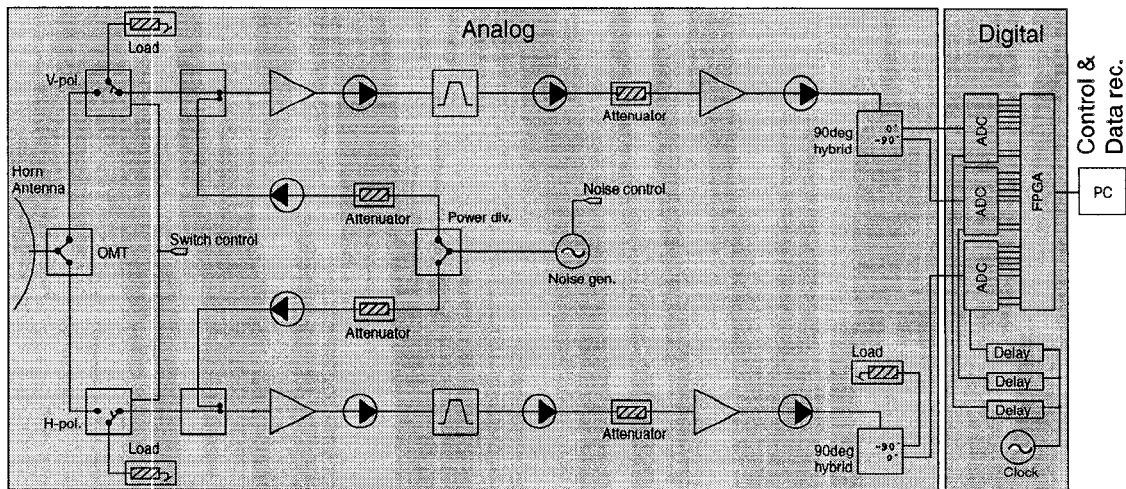 Analog
Digital
Control &
Data rec.
Load
V-pol.
Attenuator
90deg
hybrid
0°
-90°
ADC
ADC
ADC
FPGA
PC
Horn
Antenna
OMT
Switch control
Attenuator
Power div.
Noise control
Noise gen.
Attenuator
H-pol.
Load
Attenuator
Load
90deg
hybrid
-90°
0°
Delay
Delay
Delay
Clock